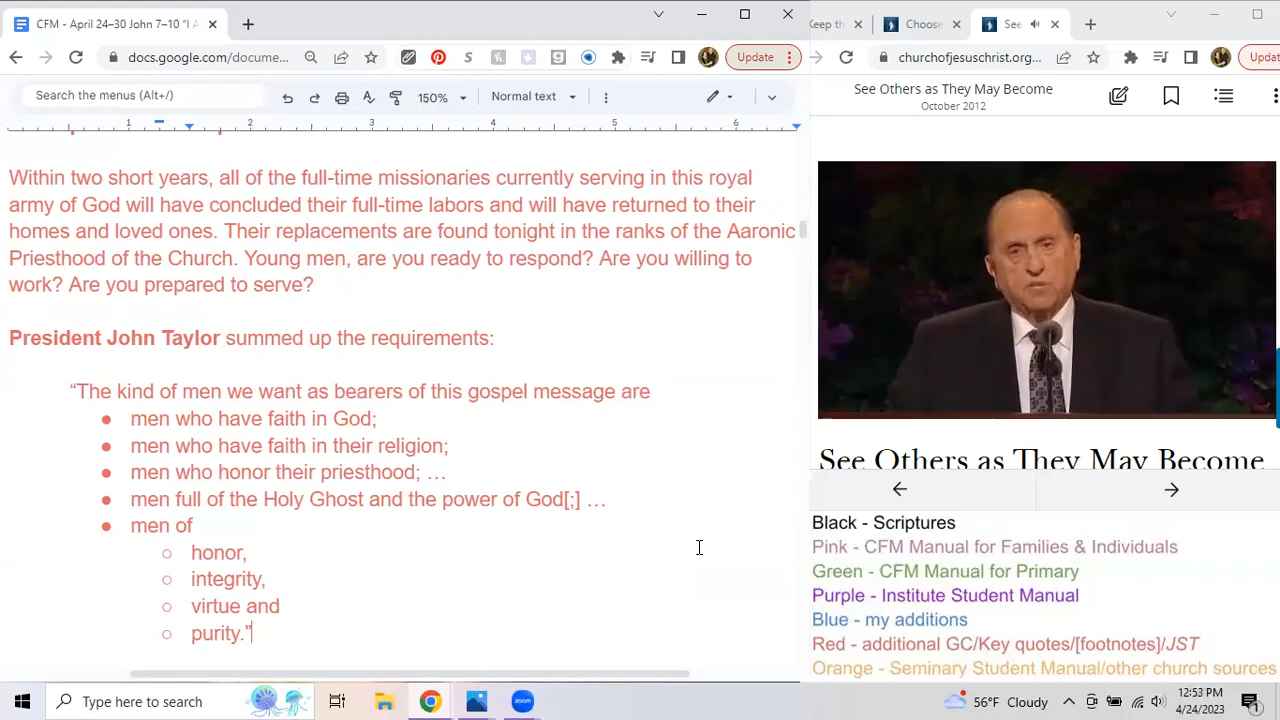 CFM - April 24–30 John 7–10 "I A
Keep th
Choose
See
docs.google.com/docume...
Update
churchofjesuschrist.org...
Updat
Search the menus (Alt+/)
150%
Normal text
See Others as They May Become
October 2012
1 1 2 3 4 5 6
Within two short years, all of the full-time missionaries currently serving in this royal
army of God will have concluded their full-time labors and will have returned to their
homes and loved ones. Their replacements are found tonight in the ranks of the Aaronic
Priesthood of the Church. Young men, are you ready to respond? Are you willing to
work? Are you prepared to serve?
President John Taylor summed up the requirements:
“The kind of men we want as bearers of this gospel message are
● men who have faith in God;
● men who have faith in their religion;
● men who honor their priesthood; …
● men full of the Holy Ghost and the power of God[;] …
● men of
○ honor,
○ integrity,
○ virtue and
○ purity.”
See Others as They May Become
Black - Scriptures
Pink - CFM Manual for Families & Individuals
Green - CFM Manual for Primary
Purple - Institute Student Manual
Blue - my additions
Red - additional GC/Key quotes/[footnotes]/JST
Orange - Seminary Student Manual/other church sources
Type here to search
56°F Cloudy
12:53 PM
4/24/2023
1